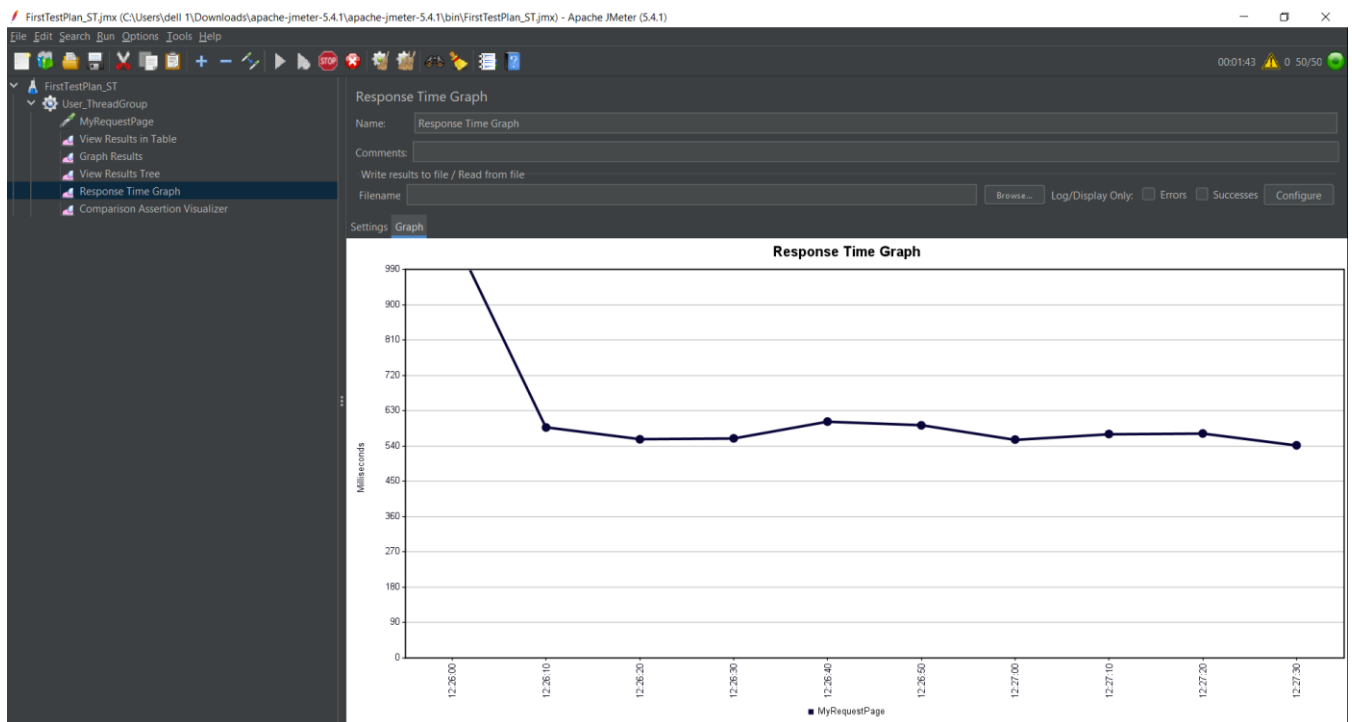 FirstTestPlan_ST.jmx (C:\Users\dell 1\Downloads\apache-jmeter-5.4.1\apache-jmeter-5.4.1\bin\FirstTestPlan_ST.jmx) - Apache JMeter (5.4.1)
File Edit Search Run Options Tools Help
STOP
00:01:43 0 50/50
FirstTestPlan_ST
User_ThreadGroup
MyRequestPage
View Results in Table
Graph Results
View Results Tree
Response Time Graph
Comparison Assertion Visualizer
Response Time Graph
Name: Response Time Graph
Comments:
Write results to file / Read from file
Filename Browse... Log/Display Only: Errors Successes Configure
Settings Graph
Response Time Graph
990
900
810
720
630
540
450
360
270
180
90
0
Milliseconds
12:26:00
12:26:10
12:26:20
12:26:30
12:26:40
12:26:50
12:27:00
12:27:10
12:27:20
12:27:30
MyRequestPage